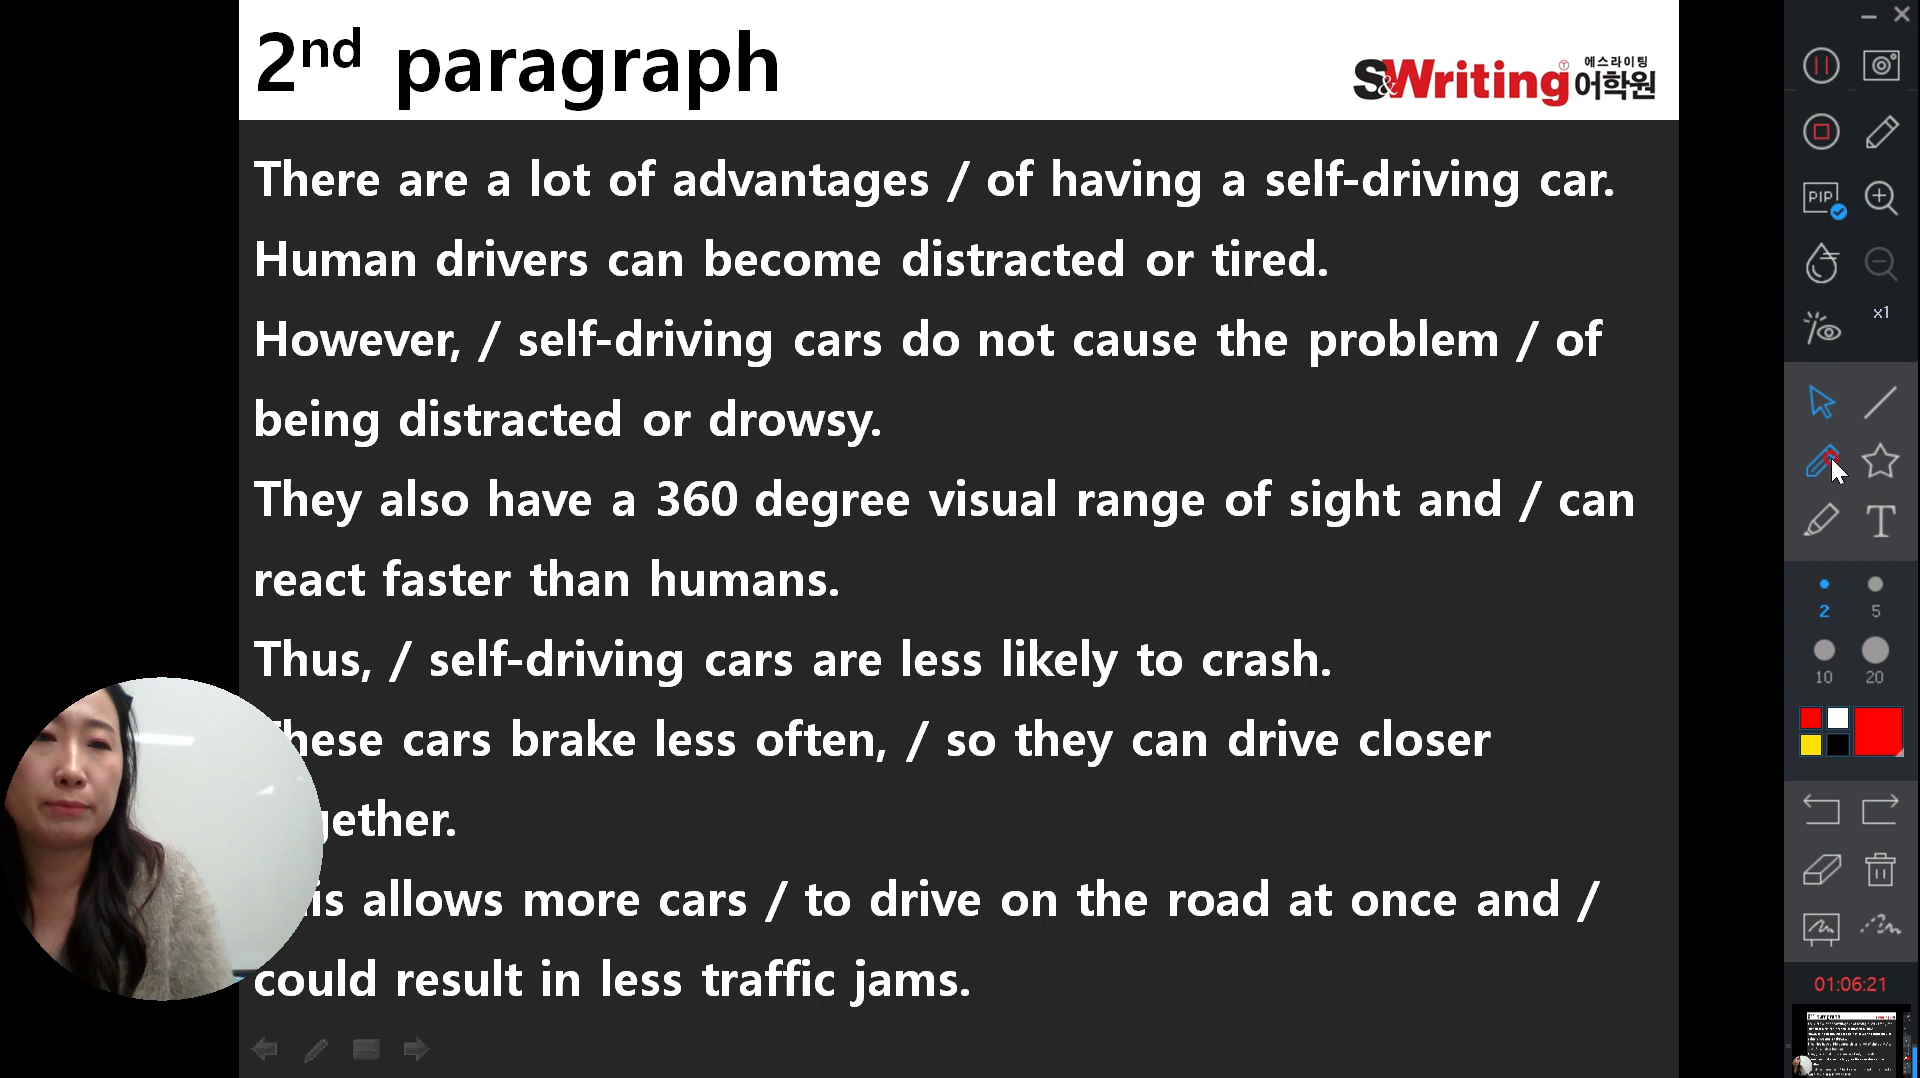 2nd paragraph
S&Writing 에스라이팅 어학원
There are a lot of advantages / of having a self-driving car.
Human drivers can become distracted or tired.
However, / self-driving cars do not cause the problem / of
being distracted or drowsy.
They also have a 360 degree visual range of sight and / can
react faster than humans.
Thus, / self-driving cars are less likely to crash.
hese cars brake less often, / so they can drive closer
gether.
is allows more cars / to drive on the road at once and /
could result in less traffic jams.
PIP
x1
T
2 5
10 20
01:06:21